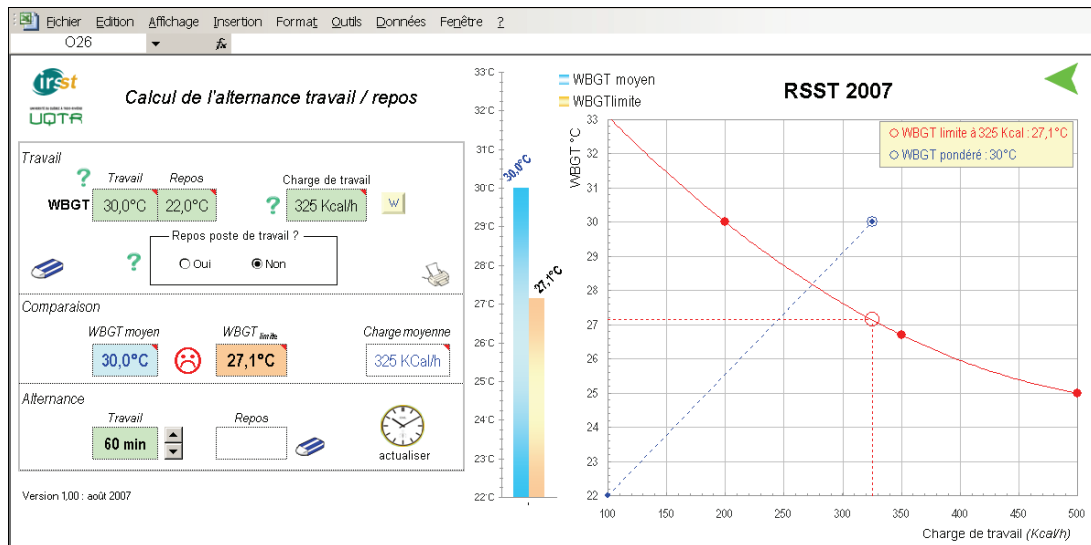 Fichier Edition Affichage Insertion Format Outils Données Fenêtre ?
O26 fx
irsst
UQTR
Calcul de l'alternance travail / repos
Travail
? Travail Repos Charge de travail
WBGT 30,0°C 22,0°C ? 325 Kcal/h W
Repos poste de travail ?
? Oui Non
Comparaison
WBGT moyen WBGT limite Charge moyenne
30,0°C 27,1°C 325 KCal/h
Alternance
Travail Repos
60 min
actualiser
Version 1,00 : août 2007
33°C
32°C
31°C
30°C
29°C
28°C
27°C
26°C
25°C
24°C
23°C
22°C
30,0°C
27,1°C
WBGT moyen
WBGTlimite
RSST 2007
WBGT °C
WBGT limite à 325 Kcal : 27,1°C
WBGT pondéré : 30°C
33
32
31
30
29
28
27
26
25
24
23
22
100 150 200 250 300 350 400 450 500
Charge de travail (Kcal/h)